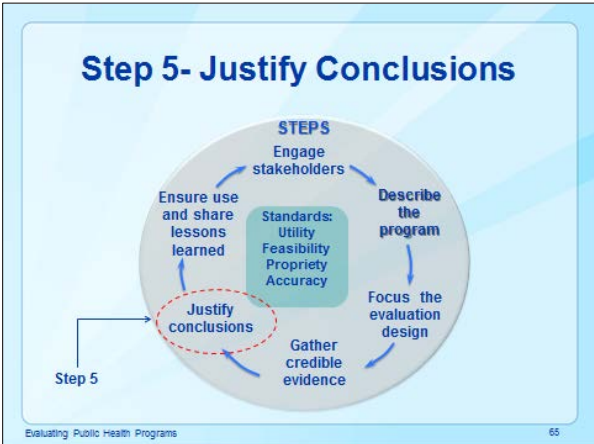 Step 5- Justify Conclusions
STEPS
Engage
stakeholders
Describe
the
program
Focus the
evaluation
design
Gather
credible
evidence
Justify
conclusions
Ensure use
and share
lessons
learned
Standards:
Utility
Feasibility
Propriety
Accuracy
Step 5
Evaluating Public Health Programs
65